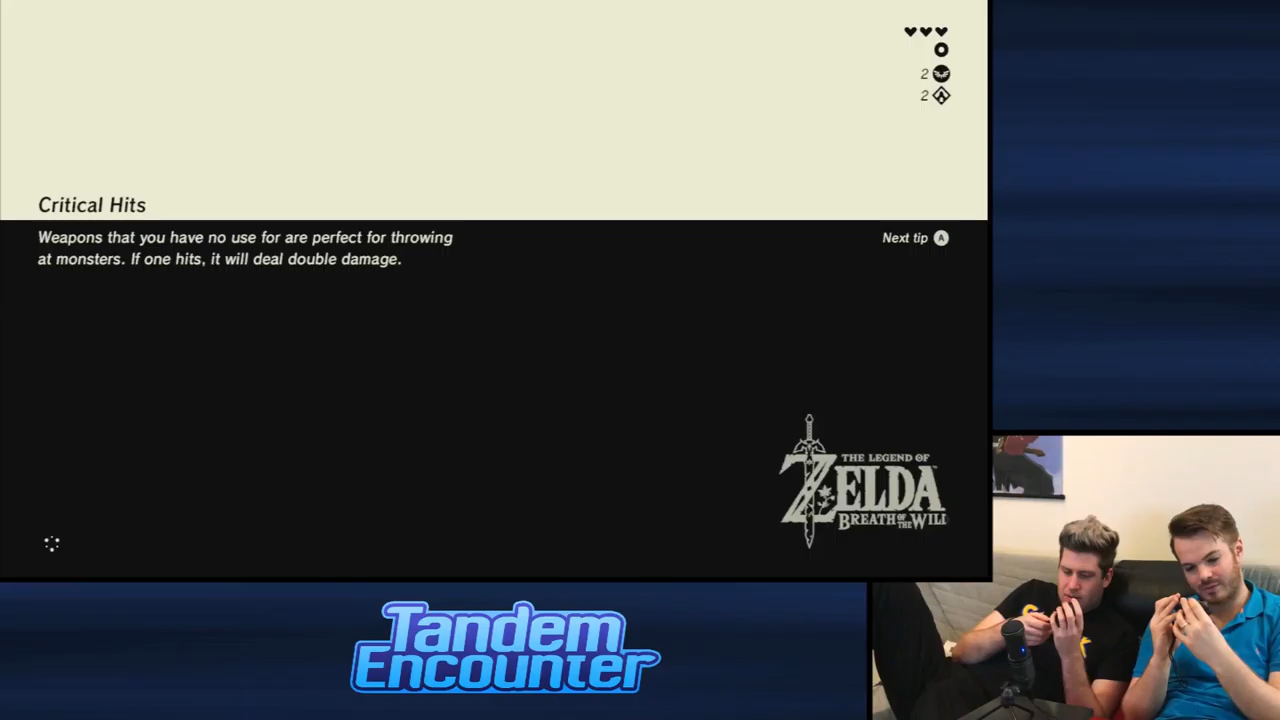 2
2
Critical Hits
Weapons that you have no use for are perfect for throwing
at monsters. If one hits, it will deal double damage.
Next tip A
THE LEGEND OF
ZELDA
BREATH OF THE WILD
Tandem
Encounter